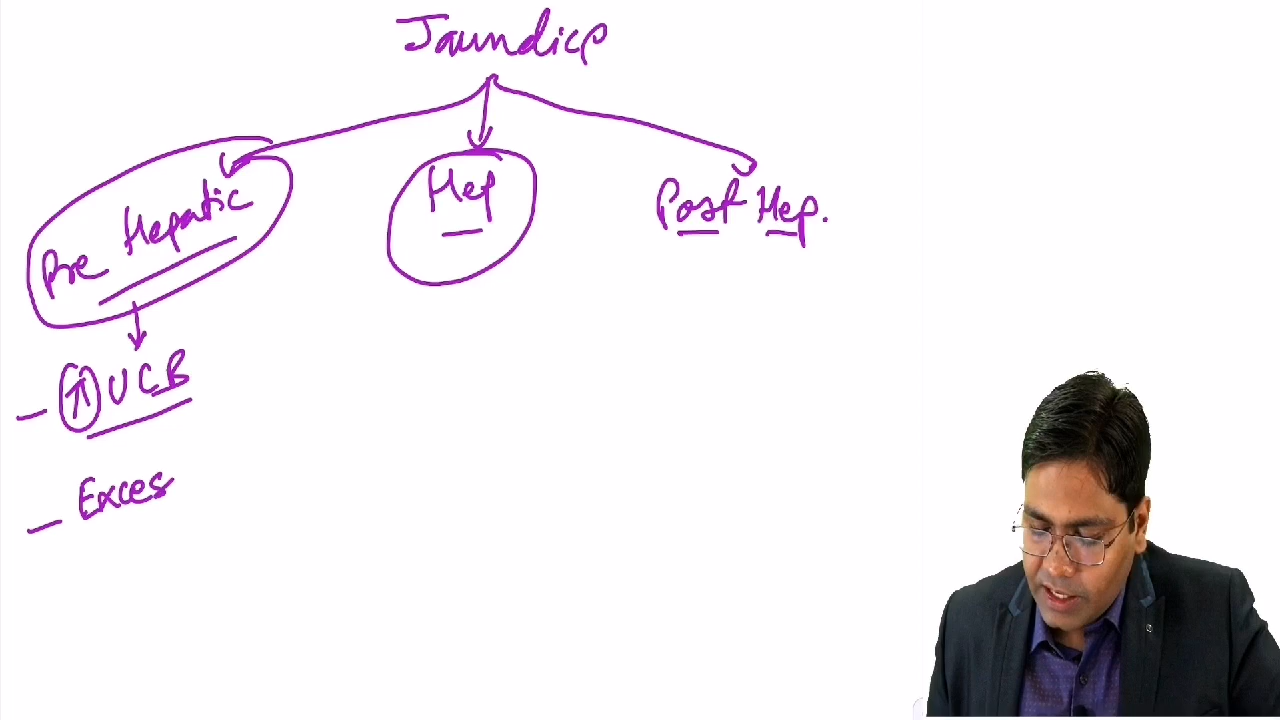 Jaundice
Pre Hepatic
Hep
Post Hep.
- ↑ UCB
- Exces